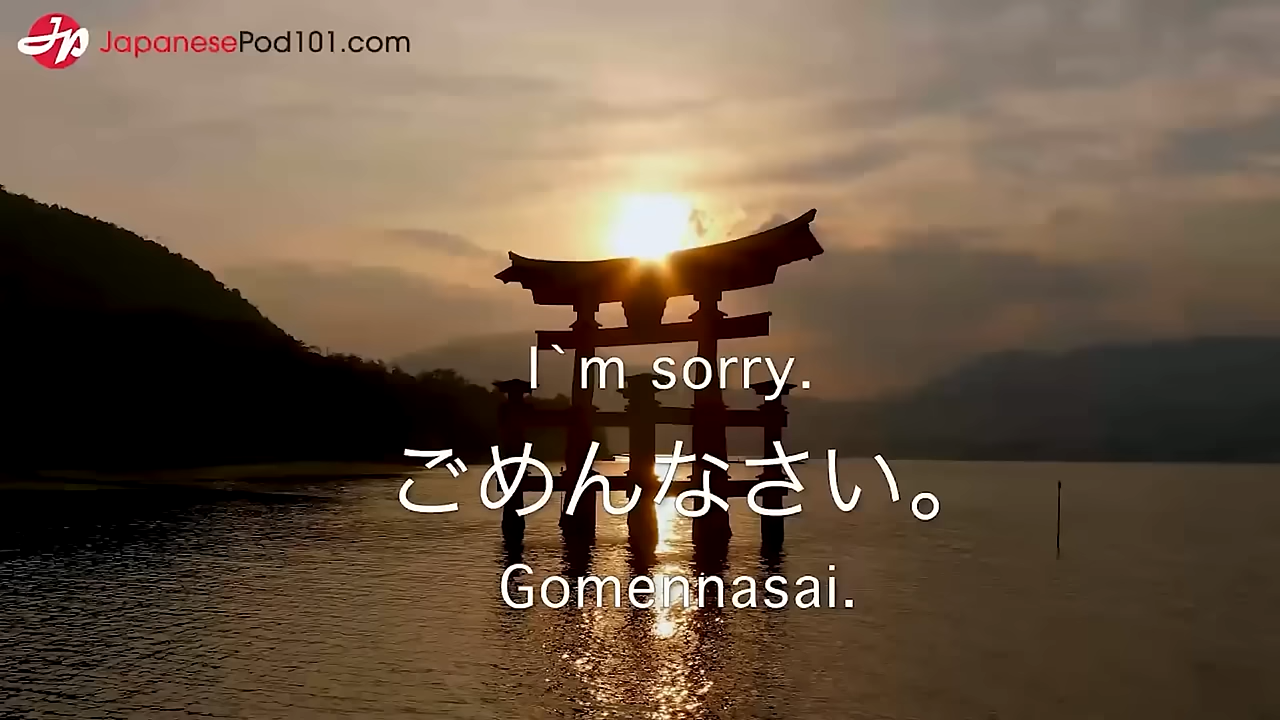 JapanesePod101.com
I`m sorry.
ごめんなさい。
Gomennasai.